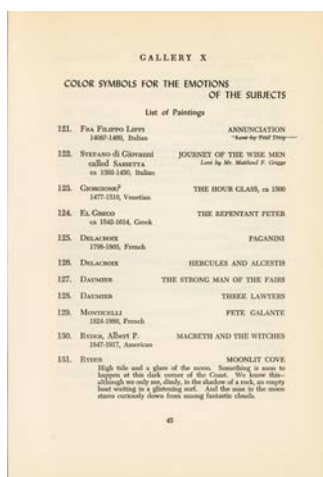 GALLERY X
COLOR SYMBOLS FOR THE EMOTIONS
OF THE SUBJECTS
List of Paintings
121. FRA FILIPPO LIPPI ANNUNCIATION
1406?-1469, Italian Lent by Paul Drey
122. STEFANO di Giovanni JOURNEY OF THE WISE MEN
called SASSETTA Lent by Mr. Maitland F. Griggs
ca 1392-1450, Italian
123. GIORGIONE? THE HOUR GLASS, ca 1500
1477-1510, Venetian
124. EL GRECO THE REPENTANT PETER
ca 1542-1614, Greek
125. DELACROIX PAGANINI
1798-1863, French
126. DELACROIX HERCULES AND ALCESTIS
127. DAUMIER THE STRONG MAN OF THE FAIRS
128. DAUMIER THREE LAWYERS
129. MONTICELLI FETE GALANTE
1824-1886, French
130. RYDER, Albert P. MACBETH AND THE WITCHES
1847-1917, American
131. RYDER MOONLIT COVE
High tide and a glare of the moon. Something is soon to
happen at this dark corner of the Coast. We know this—
although we only see, dimly, in the shadow of a rock, an empty
boat waiting in a glistening surf. And the man in the moon
stares curiously down from among fantastic clouds.
45